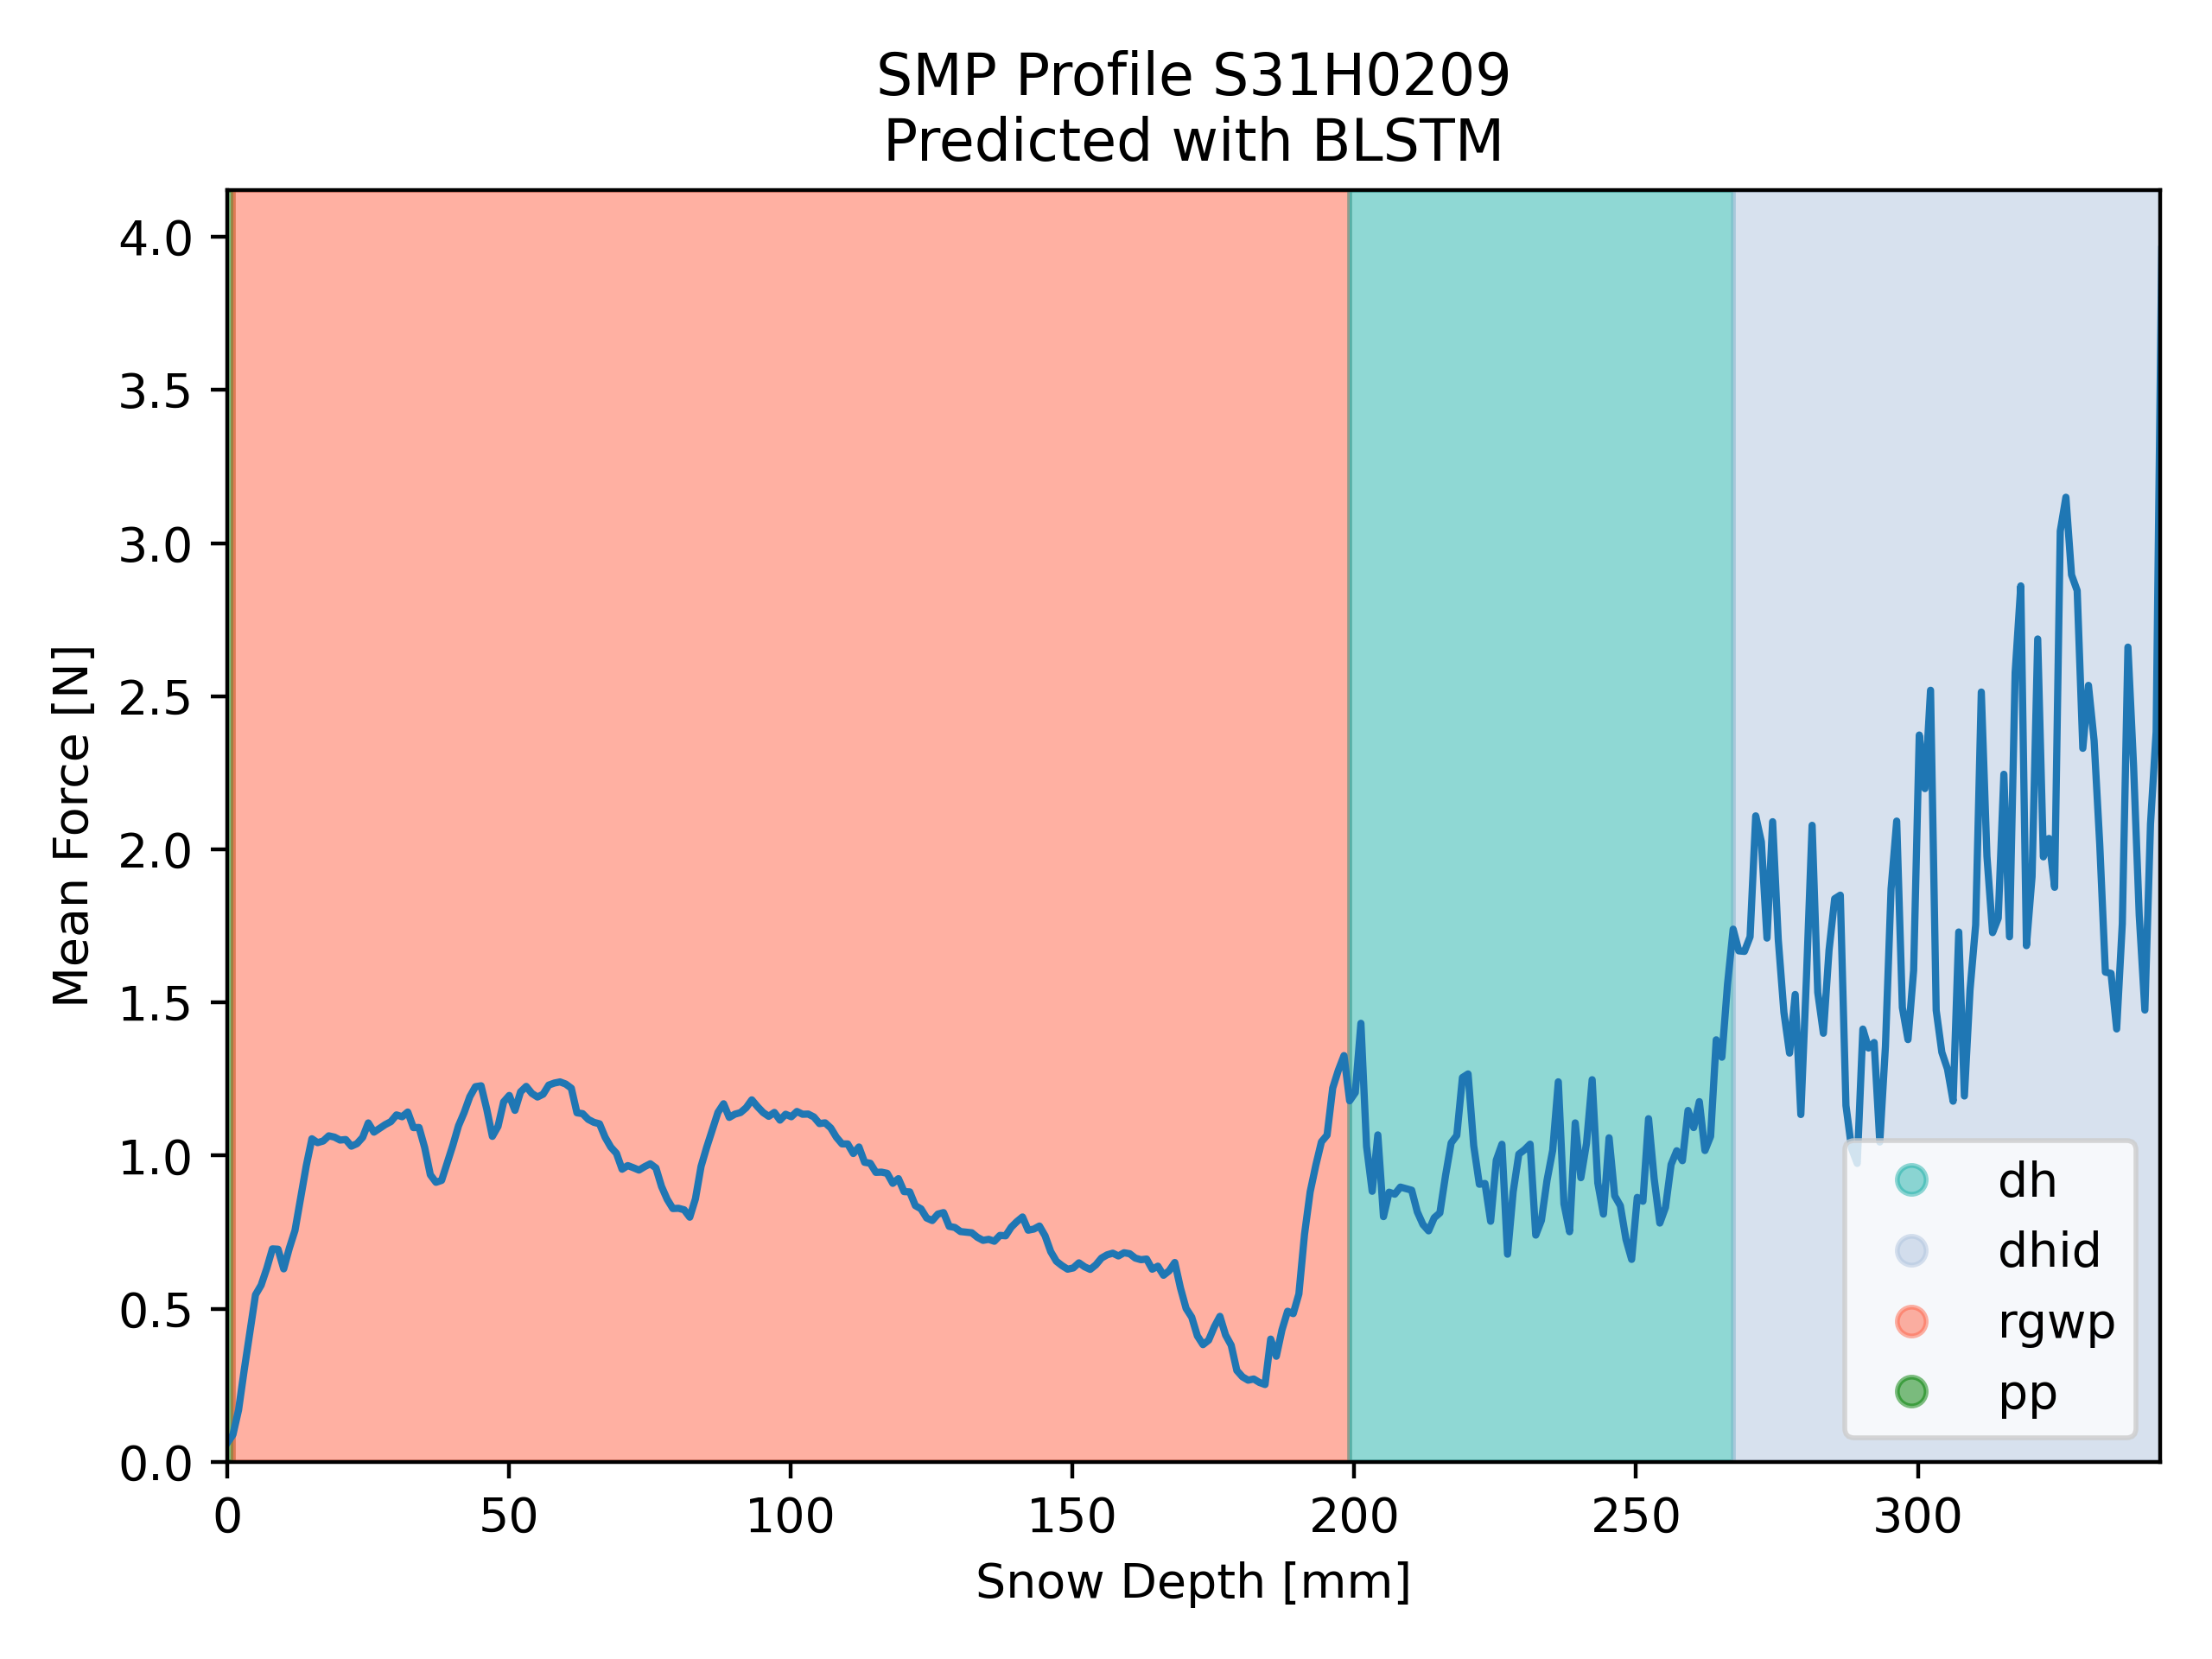 SMP Profile S31H0209
Predicted with BLSTM
Mean Force [N]
4.0
3.5
3.0
2.5
2.0
1.5
1.0
0.5
0.0
dh
dhid
rgwp
pp
0 50 100 150 200 250 300
Snow Depth [mm]